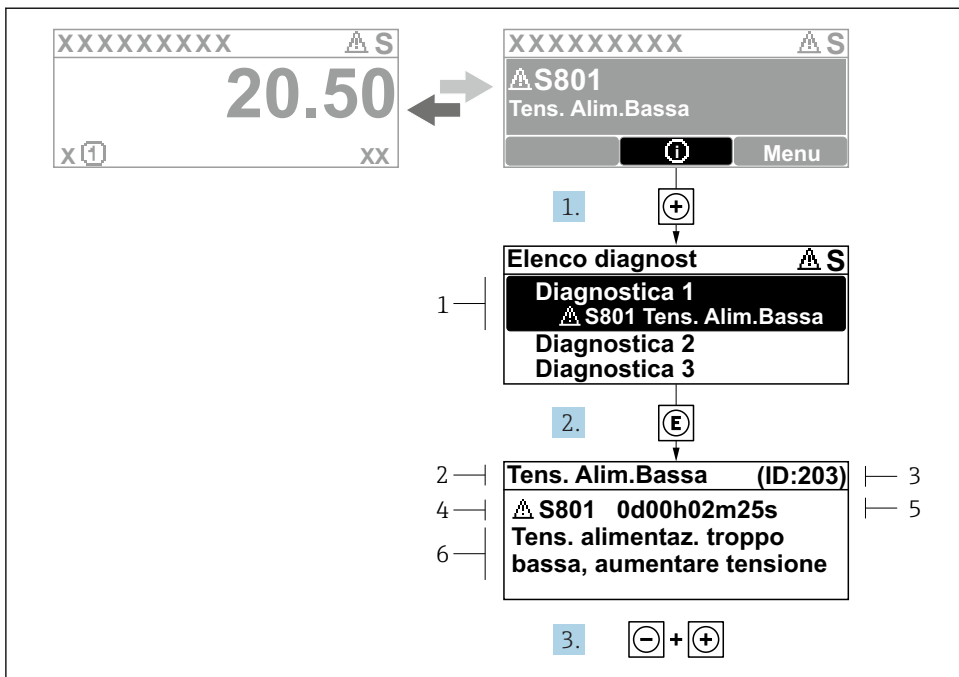 XXXXXXXXX ⚠ S
20.50
X ① XX
XXXXXXXXX ⚠ S
⚠ S801
Tens. Alim.Bassa
ⓘ Menu
1. +
Elenco diagnost ⚠ S
1
Diagnostica 1
⚠ S801 Tens. Alim.Bassa
Diagnostica 2
Diagnostica 3
2. E
2 Tens. Alim.Bassa (ID:203) 3
4 ⚠ S801 0d00h02m25s 5
6
Tens. alimentaz. troppo
bassa, aumentare tensione
3. - + +